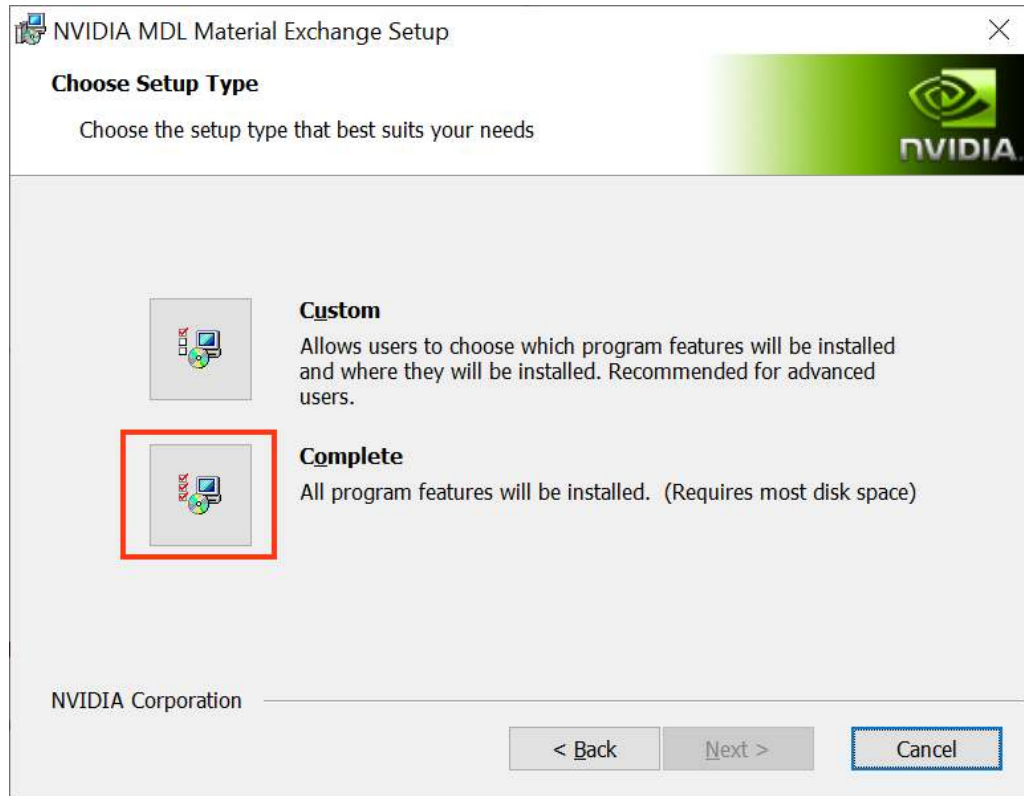 NVIDIA MDL Material Exchange Setup
Choose Setup Type
Choose the setup type that best suits your needs
NVIDIA.
Custom
Allows users to choose which program features will be installed
and where they will be installed. Recommended for advanced
users.
Complete
All program features will be installed. (Requires most disk space)
NVIDIA Corporation
< Back
Next >
Cancel